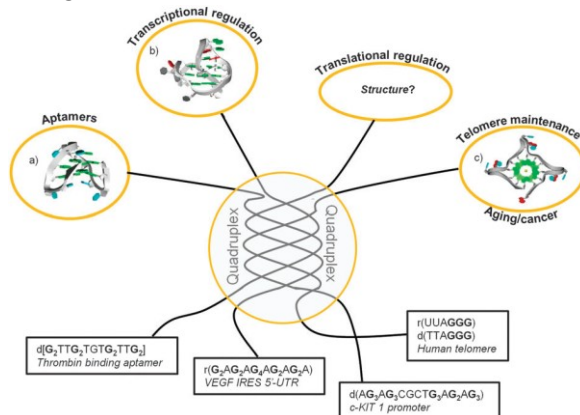 Transcriptional regulation
b)
Translational regulation
Structure?
Aptamers
a)
Telomere maintenance
c)
Aging/cancer
Quadruplex
Quadruplex
d[G₂TTG₂TGTG₂TTG₂]
Thrombin binding aptamer
r(G₂AG₂AG₄AG₂AG₂A)
VEGF IRES 5'-UTR
r(UUAGGG)
d(TTAGGG)
Human telomere
d(AG₃AG₃CGCTG₃AG₂AG₃)
c-KIT 1 promoter